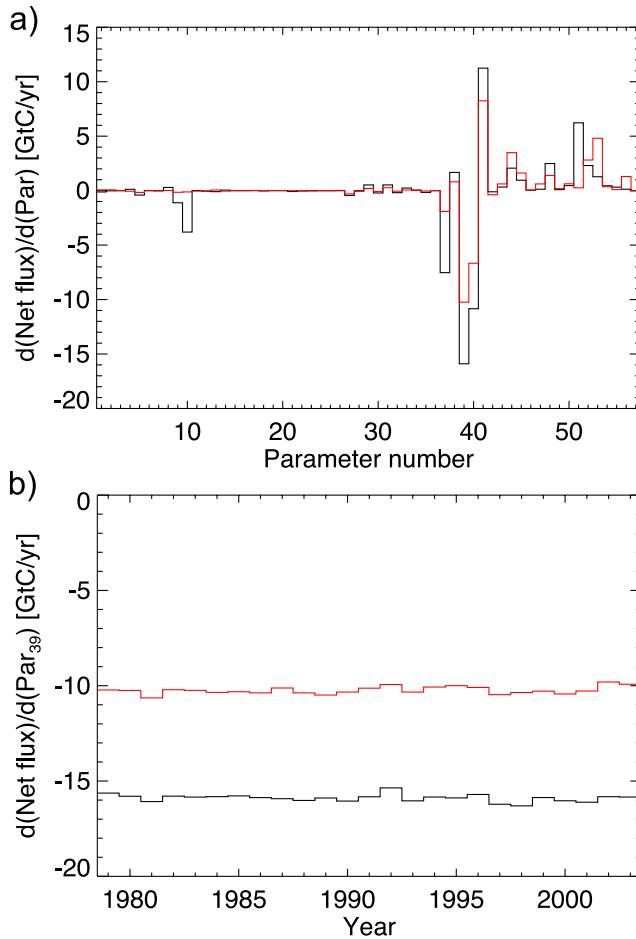 a)
15
10
5
0
-5
-10
-15
-20
d(Net flux)/d(Par) [GtC/yr]
10 20 30 40 50
Parameter number
b)
0
-5
-10
-15
-20
d(Net flux)/d(Par39) [GtC/yr]
1980 1985 1990 1995 2000
Year